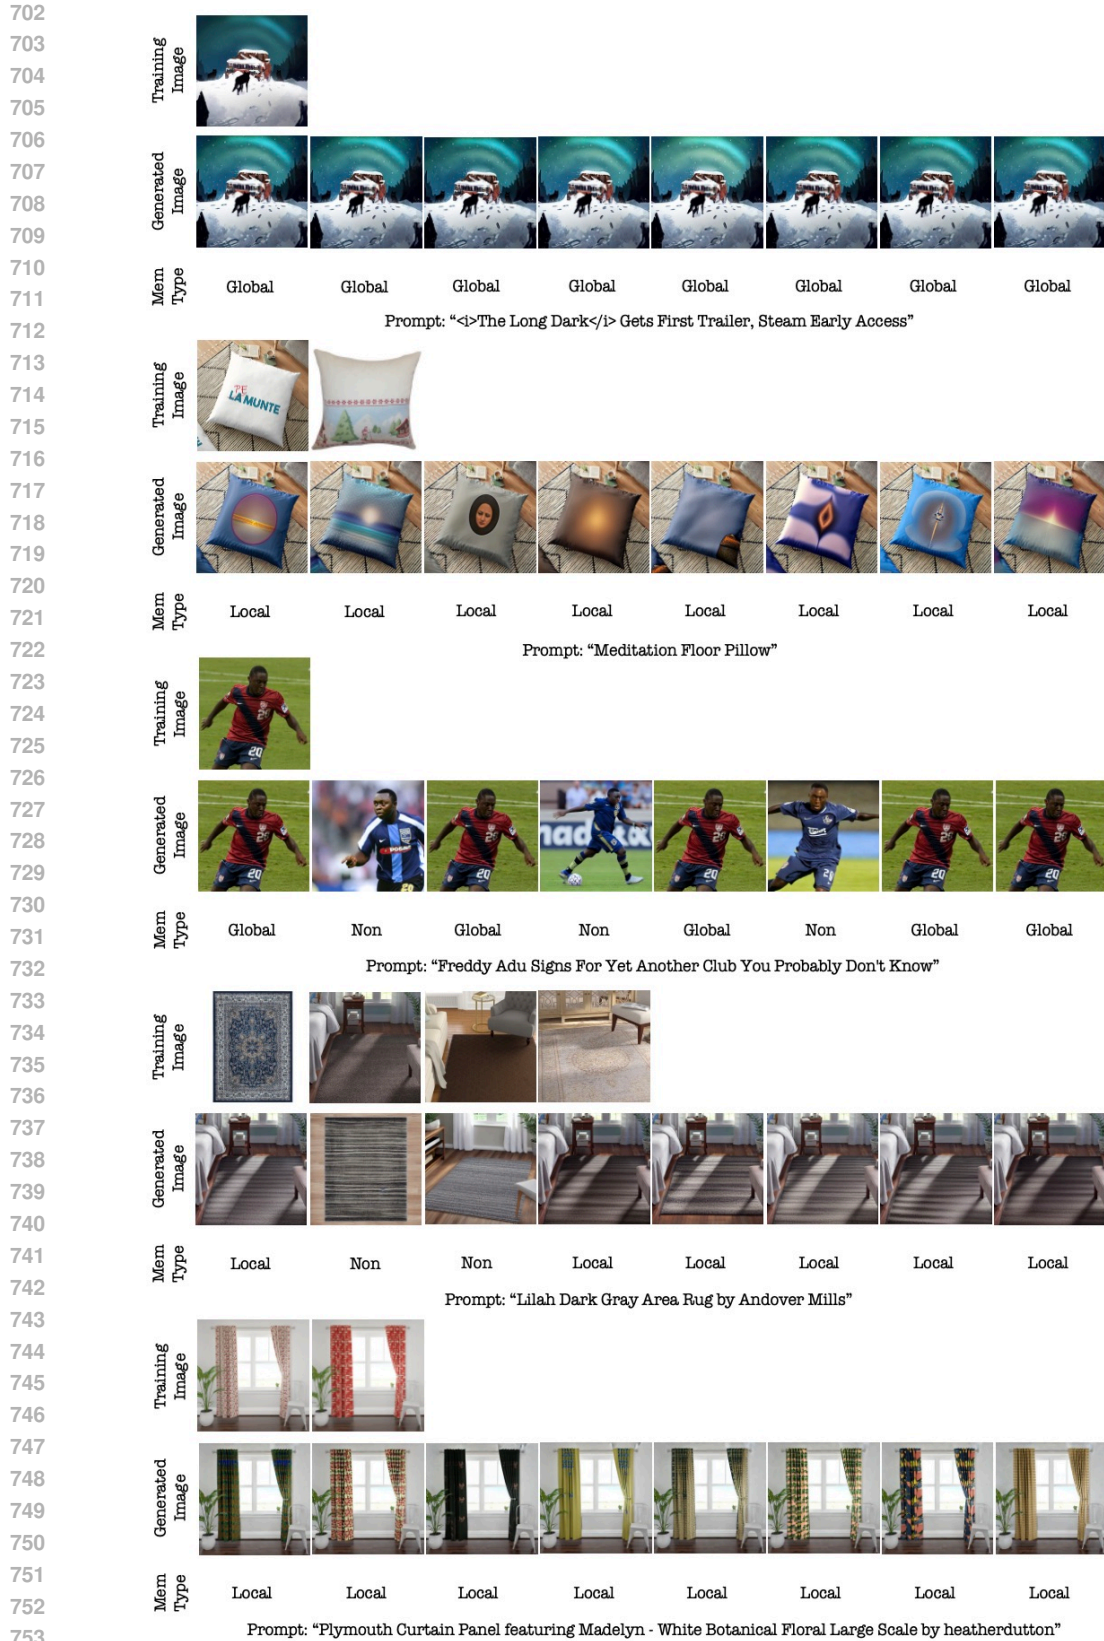 702
703
704
705
706
707
708
709
710
711
712
713
714
715
716
717
718
719
720
721
722
723
724
725
726
727
728
729
730
731
732
733
734
735
736
737
738
739
740
741
742
743
744
745
746
747
748
749
750
751
752
753
Training
Image
Generated
Image
Mem
Type
Global Global Global Global Global Global Global Global
Prompt: “<i>The Long Dark</i> Gets First Trailer, Steam Early Access”
Training
Image
PE
LA MUNTE
Generated
Image
Mem
Type
Local Local Local Local Local Local Local Local
Prompt: “Meditation Floor Pillow”
Training
Image
20
Generated
Image
20
20
20
20
20
Mem
Type
Global Non Global Non Global Non Global Global
Prompt: “Freddy Adu Signs For Yet Another Club You Probably Don't Know”
Training
Image
Generated
Image
Mem
Type
Local Non Non Local Local Local Local Local
Prompt: “Lilah Dark Gray Area Rug by Andover Mills”
Training
Image
Generated
Image
Mem
Type
Local Local Local Local Local Local Local Local
Prompt: “Plymouth Curtain Panel featuring Madelyn - White Botanical Floral Large Scale by heatherdutton”